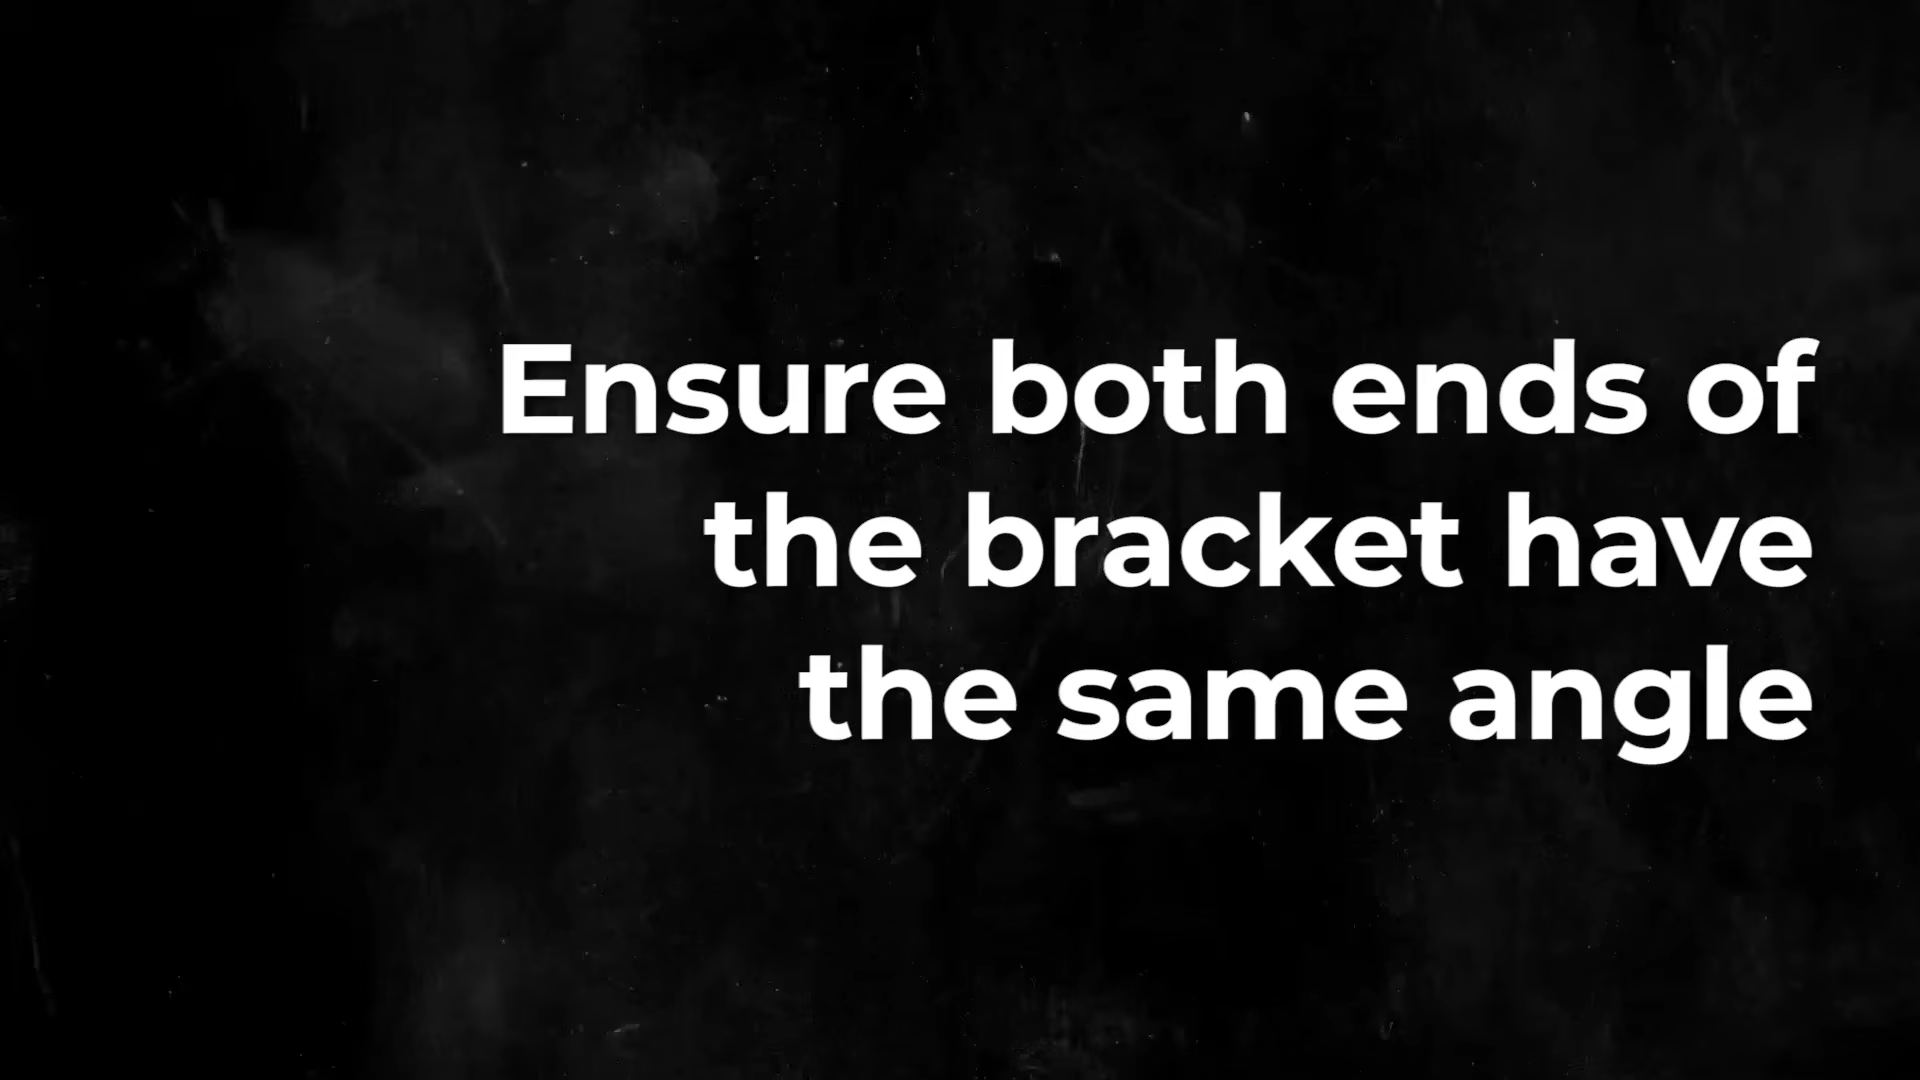 Ensure both ends of
the bracket have
the same angle